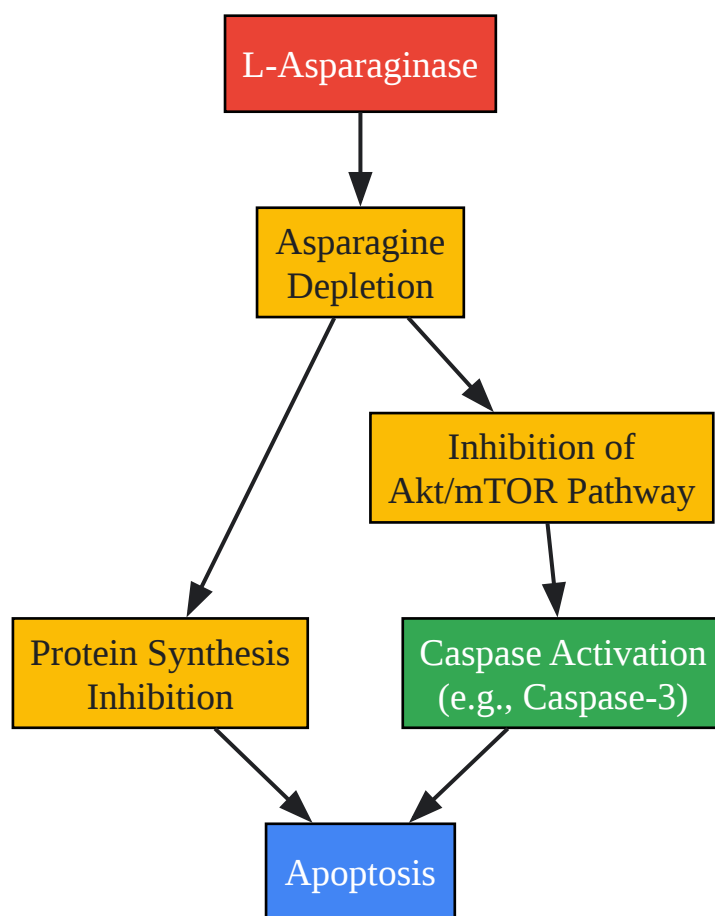 L-Asparaginase
Asparagine
Depletion
Inhibition of
Akt/mTOR Pathway
Protein Synthesis
Inhibition
Caspase Activation
(e.g., Caspase-3)
Apoptosis